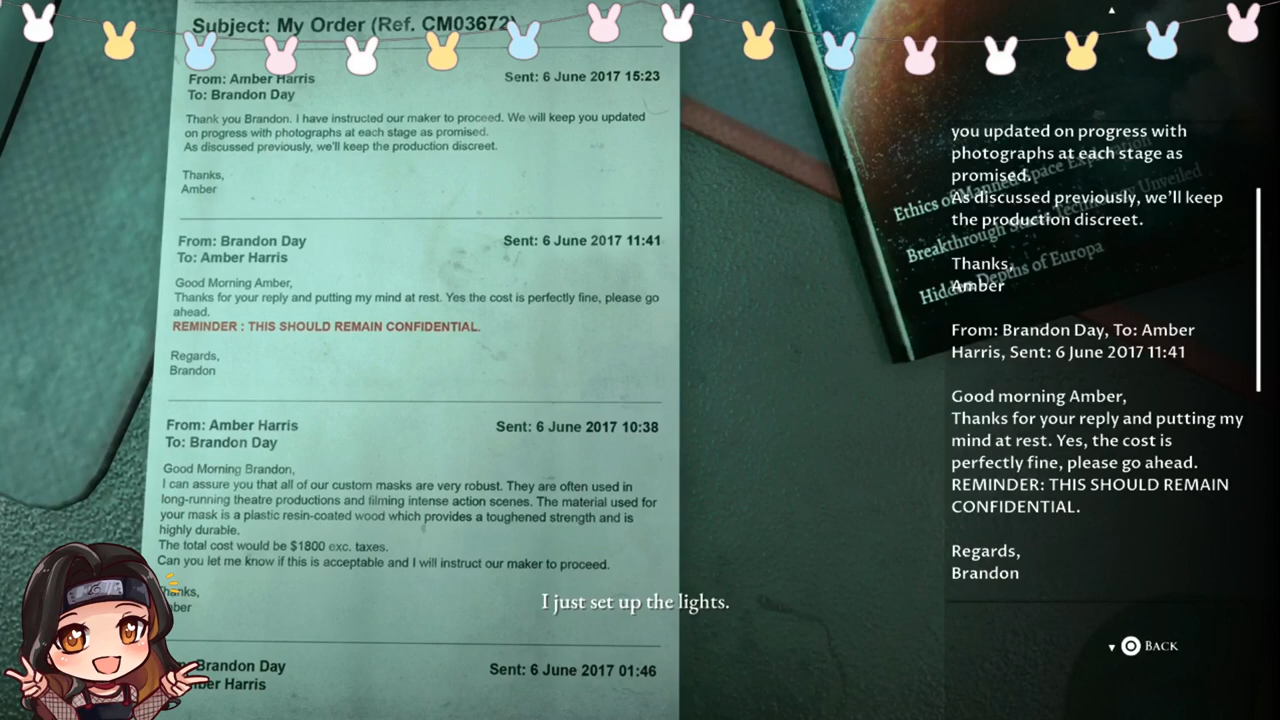 Subject: My Order (Ref. CM03672)
From: Amber Harris
To: Brandon Day
Sent: 6 June 2017 15:23
Thank you Brandon. I have instructed our maker to proceed. We will keep you updated
on progress with photographs at each stage as promised.
As discussed previously, we'll keep the production discreet.
Thanks,
Amber
From: Brandon Day
To: Amber Harris
Sent: 6 June 2017 11:41
Good Morning Amber,
Thanks for your reply and putting my mind at rest. Yes the cost is perfectly fine, please go
ahead.
REMINDER : THIS SHOULD REMAIN CONFIDENTIAL.
Regards,
Brandon
From: Amber Harris
To: Brandon Day
Sent: 6 June 2017 10:38
Good Morning Brandon,
I can assure you that all of our custom masks are very robust. They are often used in
long-running theatre productions and filming intense action scenes. The material used for
your mask is a plastic resin-coated wood which provides a toughened strength and is
highly durable.
The total cost would be $1800 exc. taxes.
Can you let me know if this is acceptable and I will instruct our maker to proceed.
Thanks,
ber
Brandon Day
ber Harris
Sent: 6 June 2017 01:46
I just set up the lights.
Ethics of Manned Space Exploration
Breakthrough Technology Unveiled
Hidden Depths of Europa
you updated on progress with
photographs at each stage as
promised.
As discussed previously, we'll keep
the production discreet.
Thanks,
Amber
From: Brandon Day, To: Amber
Harris, Sent: 6 June 2017 11:41
Good morning Amber,
Thanks for your reply and putting my
mind at rest. Yes, the cost is
perfectly fine, please go ahead.
REMINDER: THIS SHOULD REMAIN
CONFIDENTIAL.
Regards,
Brandon
BACK